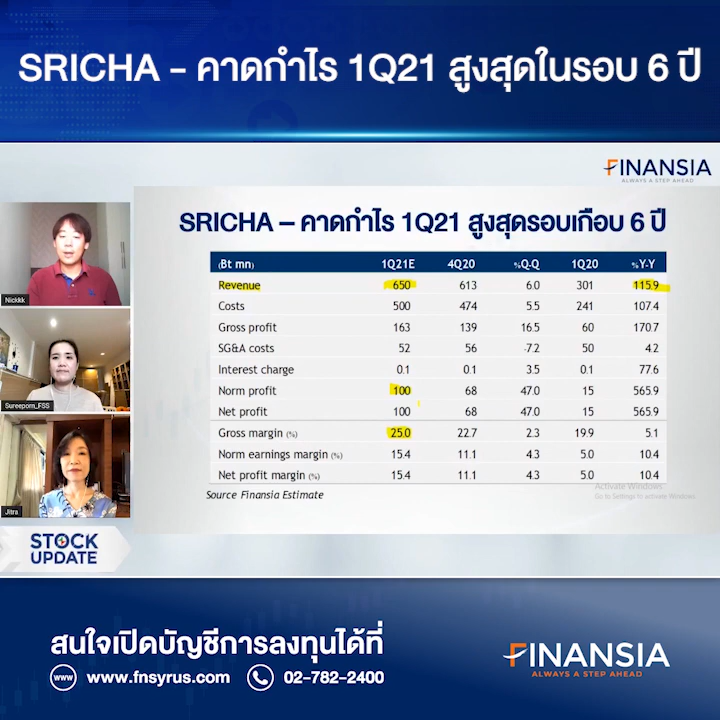 SRICHA - คาดกำไร 1Q21 สูงสุดในรอบ 6 ปี
FINANSIA
ALWAYS A STEP AHEAD
SRICHA – คาดกำไร 1Q21 สูงสุดรอบเกือบ 6 ปี
(Bt mn) 1Q21E 4Q20 %Q-Q 1Q20 %Y-Y
Revenue 650 613 6.0 301 115.9
Costs 500 474 5.5 241 107.4
Gross profit 163 139 16.5 60 170.7
SG&A costs 52 56 -7.2 50 4.2
Interest charge 0.1 0.1 3.5 0.1 77.6
Norm profit 100 68 47.0 15 565.9
Net profit 100 68 47.0 15 565.9
Gross margin (%) 25.0 22.7 2.3 19.9 5.1
Norm earnings margin (%) 15.4 11.1 4.3 5.0 10.4
Net profit margin (%) 15.4 11.1 4.3 5.0 10.4
Source Finansia Estimate
Activate Windows
Go to Settings to activate Windows.
Nickkk
Sureeporn_FSS
Jitra
STOCK
UPDATE
สนใจเปิดบัญชีการลงทุนได้ที่
www www.fnsyrus.com 02-782-2400
FINANSIA
ALWAYS A STEP AHEAD